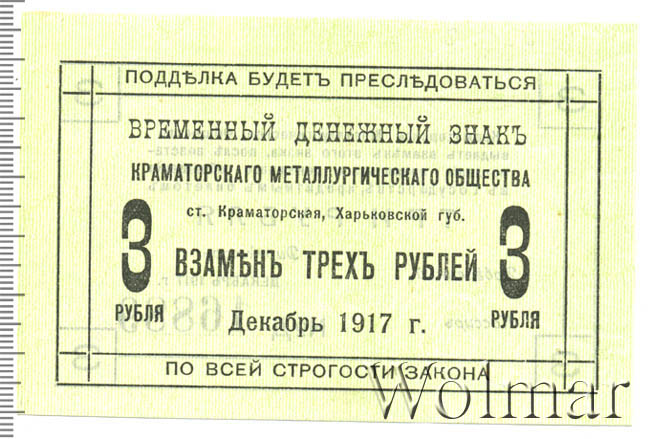 ПОДДѢЛКА БУДЕТЪ ПРЕСЛѢДОВАТЬСЯ
ВРЕМЕННЫЙ ДЕНЕЖНЫЙ ЗНАКЪ
КРАМАТОРСКАГО МЕТАЛЛУРГИЧЕСКАГО ОБЩЕСТВА
ст. Краматорская, Харьковской губ.
3 ВЗАМѢНЪ ТРЕХЪ РУБЛЕЙ 3
РУБЛЯ Декабрь 1917 г. РУБЛЯ
ПО ВСЕЙ СТРОГОСТИ ЗАКОНА
Wolmar